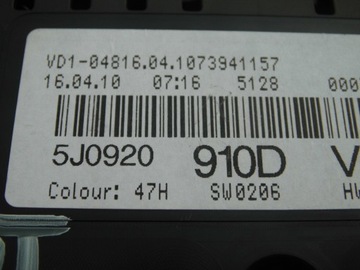 VD1-04816.04.1073941157
16.04.10 07:16 5128 000
5J0920 910D V
Colour: 47H SW0206 HW